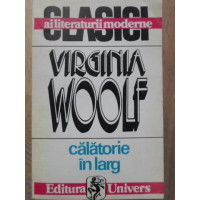 CLASICI
ai literaturii moderne
VIRGINIA
WOOLF
călătorie
în larg
Editura Univers